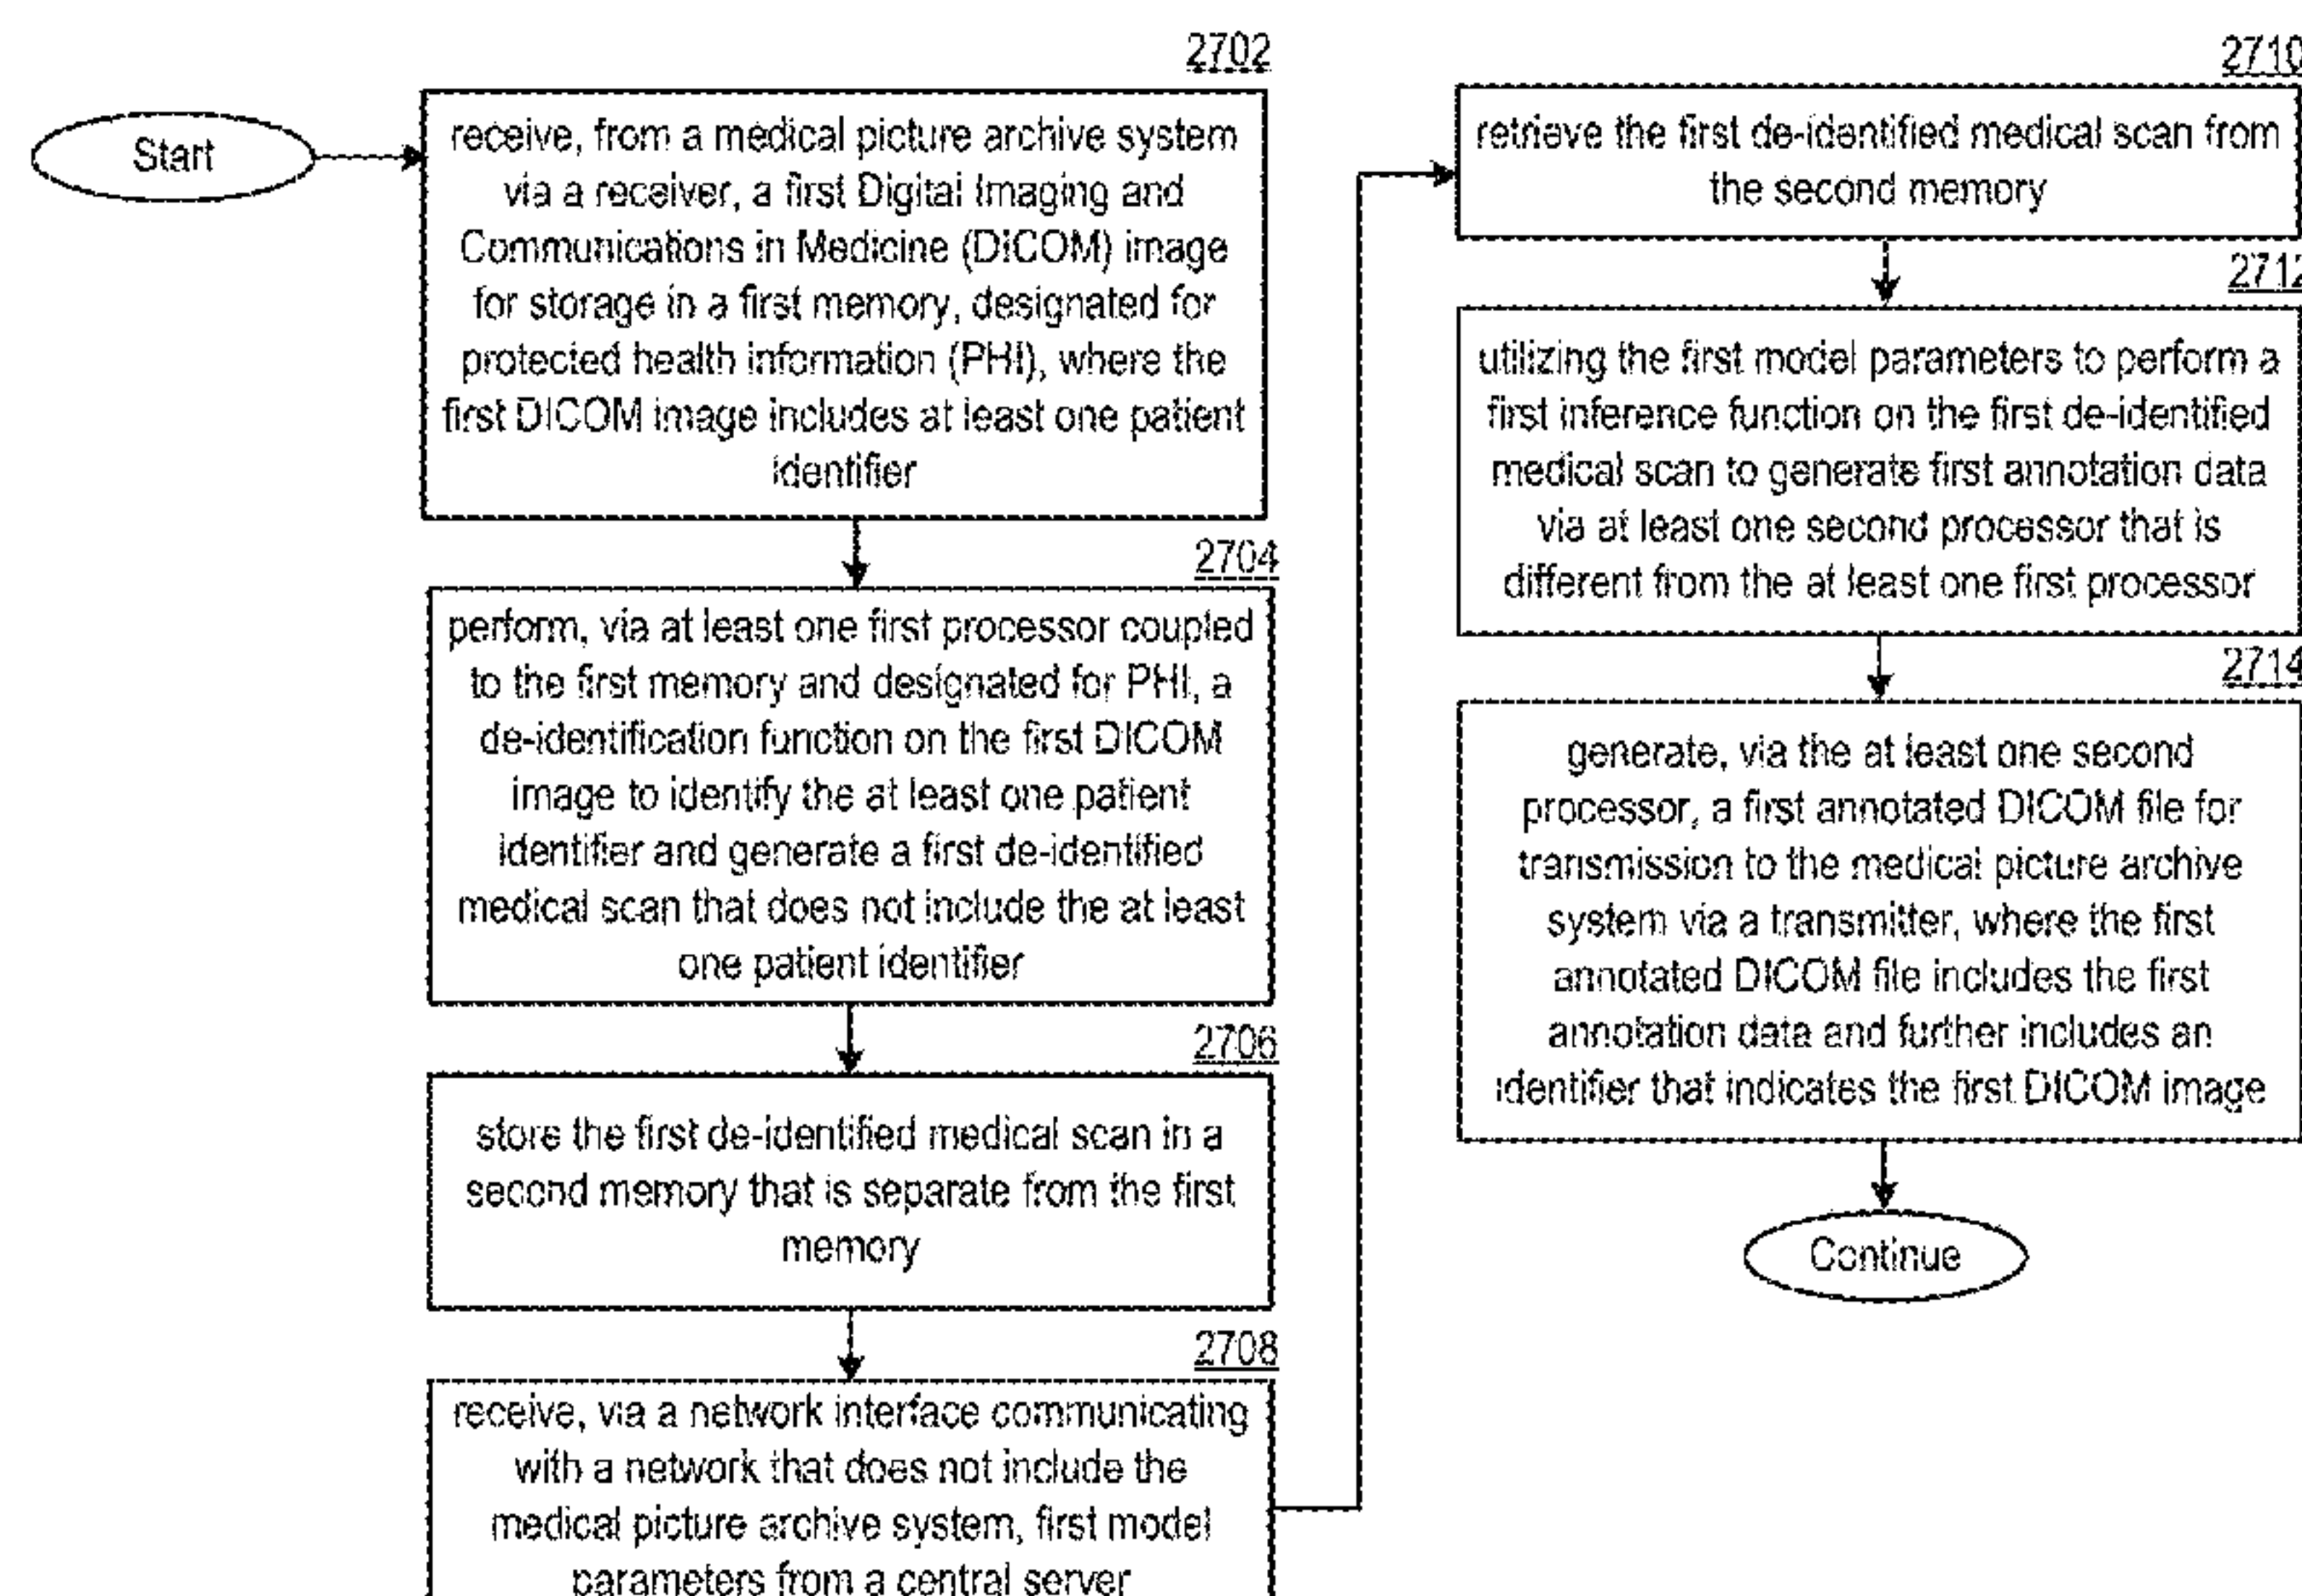 Start
2702
receive, from a medical picture archive system
via a receiver, a first Digital Imaging and
Communications in Medicine (DICOM) image
for storage in a first memory, designated for
protected health information (PHI), where the
first DICOM image includes at least one patient
identifier
2704
perform, via at least one first processor coupled
to the first memory and designated for PHI, a
de-identification function on the first DICOM
image to identify the at least one patient
identifier and generate a first de-identified
medical scan that does not include the at least
one patient identifier
2706
store the first de-identified medical scan in a
second memory that is separate from the first
memory
2708
receive, via a network interface communicating
with a network that does not include the
medical picture archive system, first model
parameters from a central server
2710
retrieve the first de-identified medical scan from
the second memory
2712
utilizing the first model parameters to perform a
first inference function on the first de-identified
medical scan to generate first annotation data
via at least one second processor that is
different from the at least one first processor
2714
generate, via the at least one second
processor, a first annotated DICOM file for
transmission to the medical picture archive
system via a transmitter, where the first
annotated DICOM file includes the first
annotation data and further includes an
identifier that indicates the first DICOM image
Continue